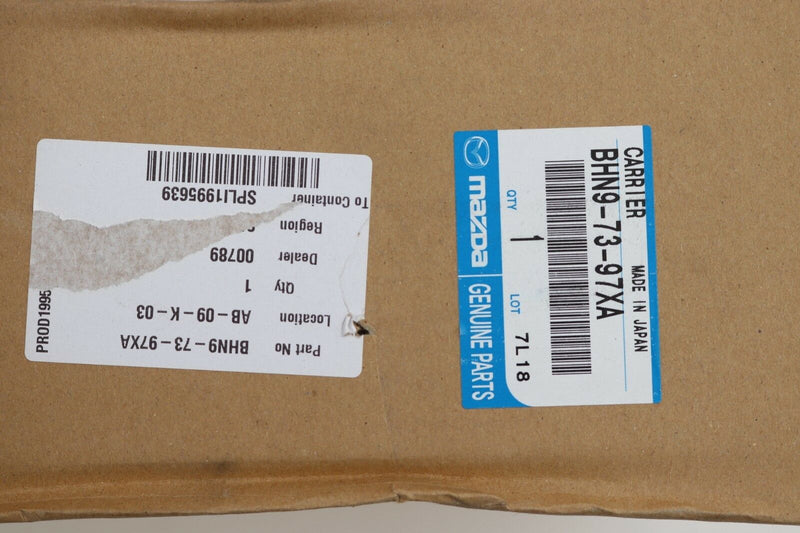 Part No BHN9-73-97XA
Location AB-09-K-03
Qty 1
Dealer 00789
Region
To Container SPLI19995639
PROD1995
mazda GENUINE PARTS
CARRIER MADE IN JAPAN
BHN9-73-97XA
QTY LOT
1 7L18